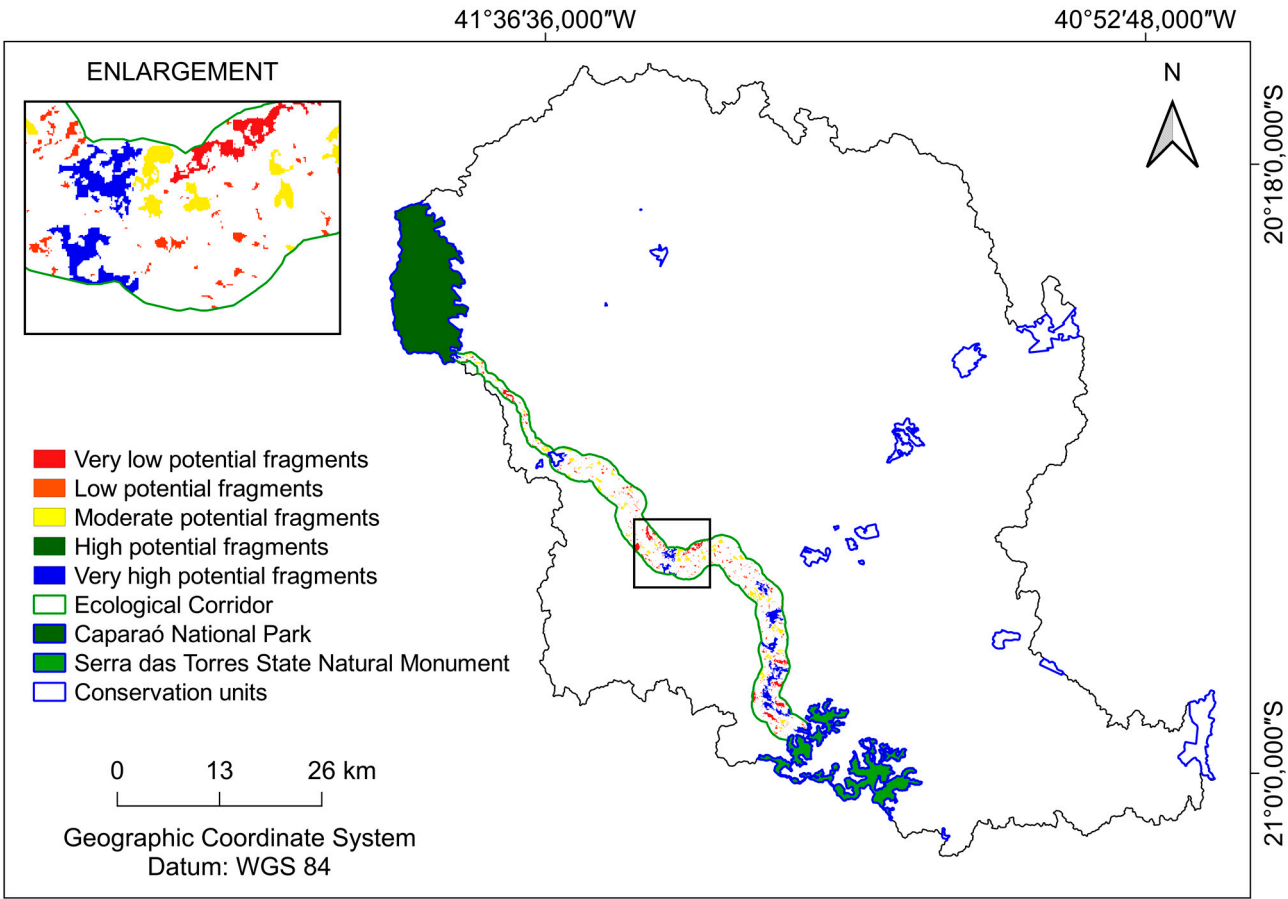 41°36′36,000″W
40°52′48,000″W
ENLARGEMENT
N
20°18′0,000″S
Very low potential fragments
Low potential fragments
Moderate potential fragments
High potential fragments
Very high potential fragments
Ecological Corridor
Caparaó National Park
Serra das Torres State Natural Monument
Conservation units
21°0′0,000″S
0 13 26 km
Geographic Coordinate System
Datum: WGS 84